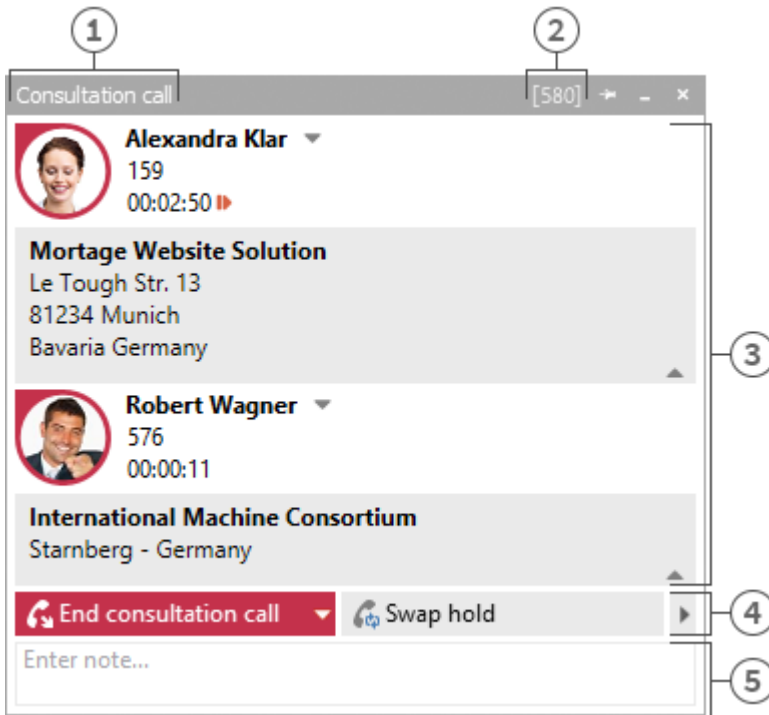 1
2
Consultation call [580]
Alexandra Klar
159
00:02:50
Mortage Website Solution
Le Tough Str. 13
81234 Munich
Bavaria Germany
3
Robert Wagner
576
00:00:11
International Machine Consortium
Starnberg - Germany
End consultation call
Swap hold
4
Enter note...
5